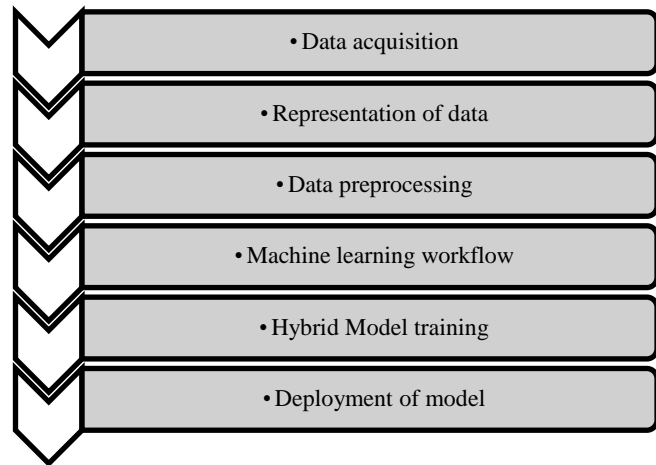 • Data acquisition
• Representation of data
• Data preprocessing
• Machine learning workflow
• Hybrid Model training
• Deployment of model